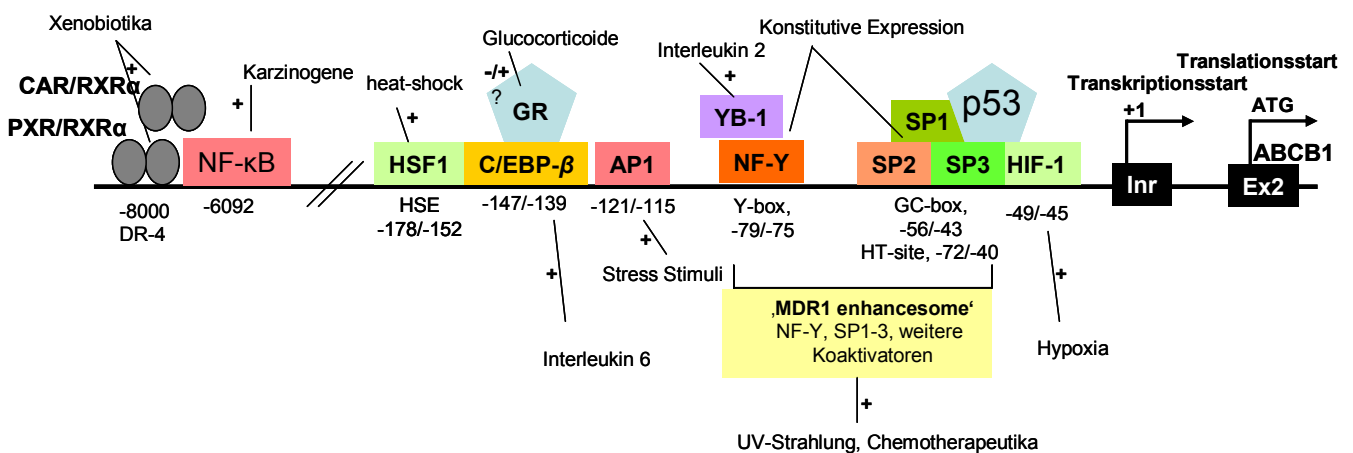 Xenobiotika
+
CAR/RXRα
PXR/RXRα
Karzinogene
+
NF-κB
-8000
DR-4
-6092
heat-shock
+
HSF1
HSE
-178/-152
Glucocorticoide
-/+
?
GR
C/EBP-β
-147/-139
+
Interleukin 6
AP1
-121/-115
+
Stress Stimuli
Interleukin 2
+
YB-1
NF-Y
Y-box,
-79/-75
Konstitutive Expression
SP1
p53
SP2
SP3
HIF-1
GC-box,
-56/-43
HT-site, -72/-40
-49/-45
+
Hypoxia
‚MDR1 enhancesome‘
NF-Y, SP1-3, weitere
Koaktivatoren
+
UV-Strahlung, Chemotherapeutika
Transkriptionsstart
+1
Inr
Translationsstart
ATG
ABCB1
Ex2